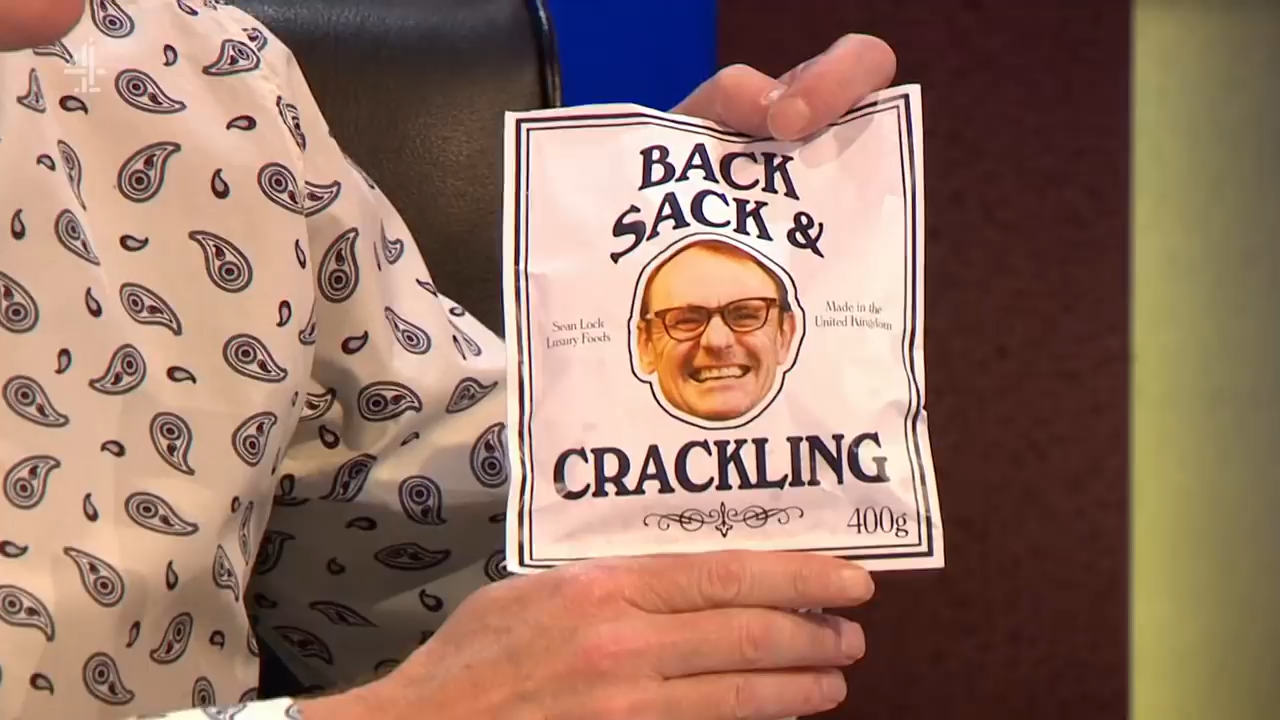 BACK
SACK &
Sean Lock
Luxury Foods
Made in the
United Kingdom
CRACKLING
400g